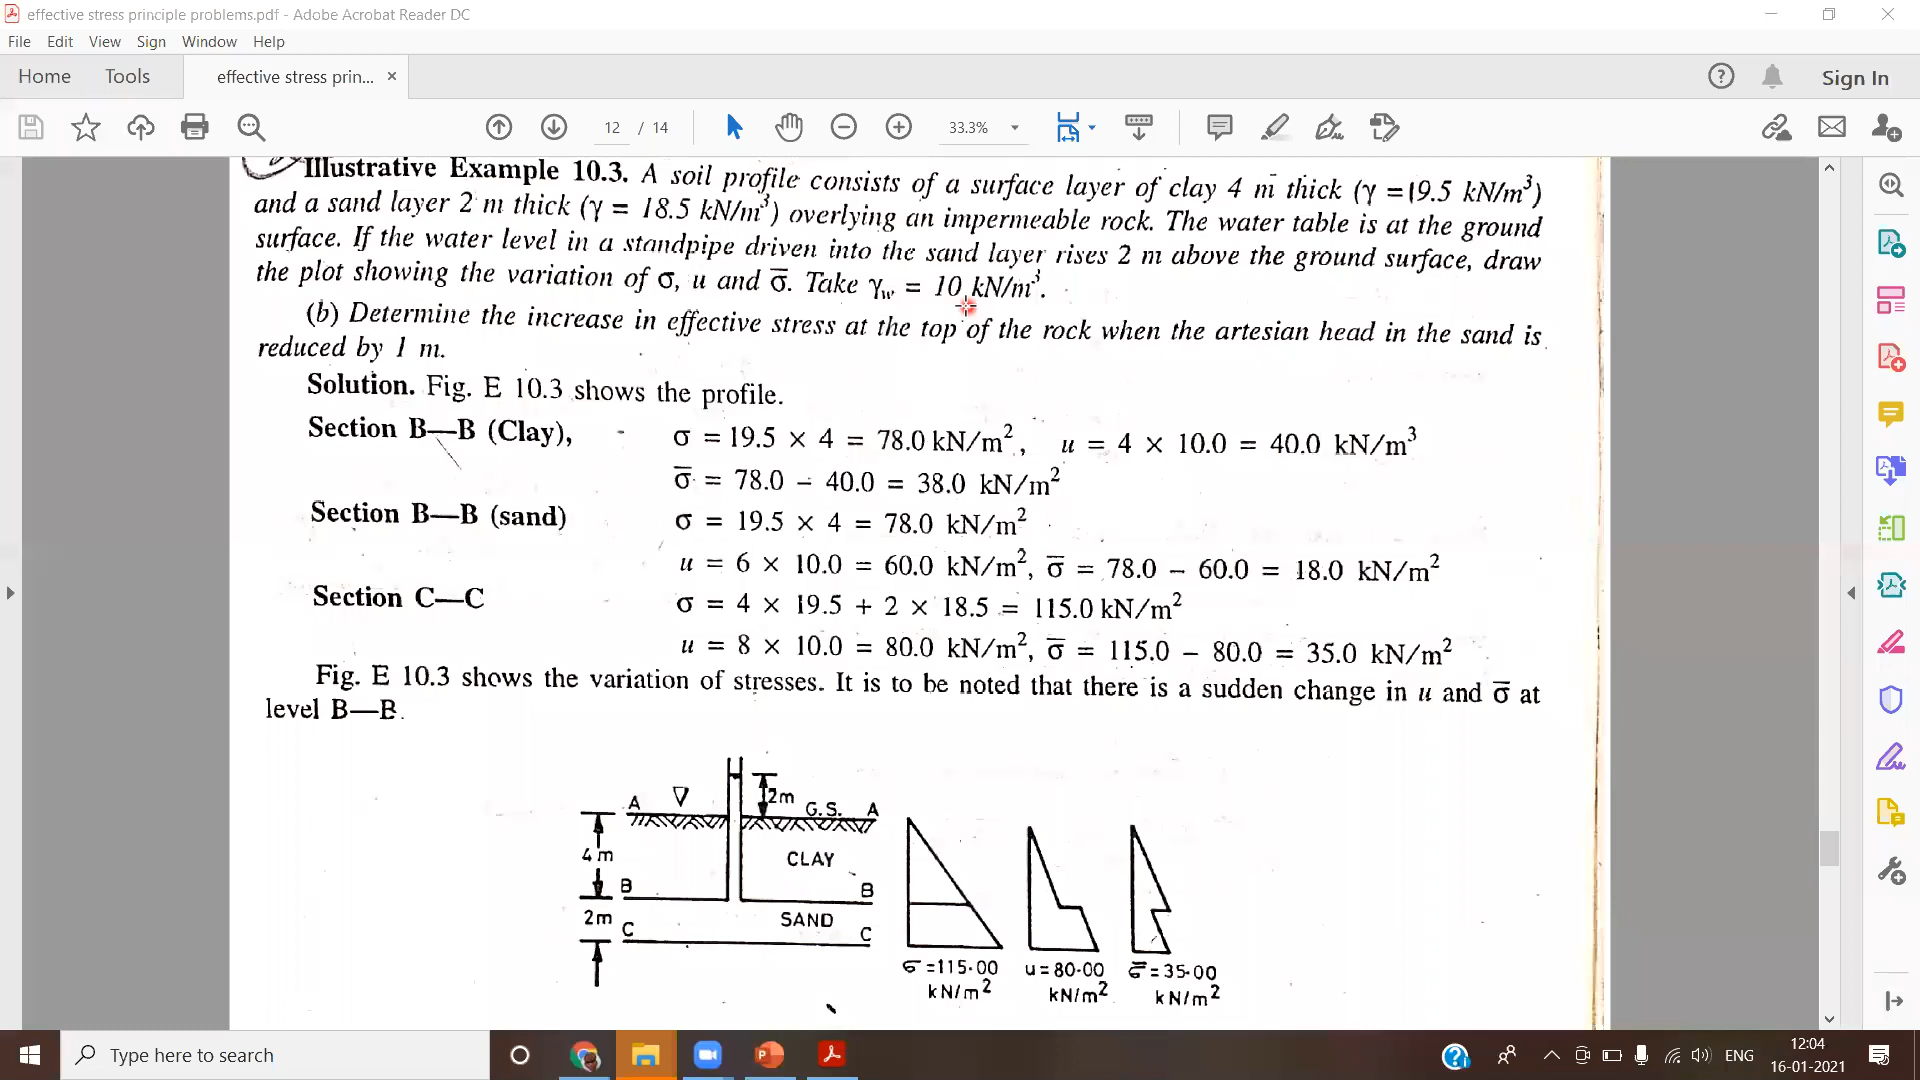 effective stress principle problems.pdf - Adobe Acrobat Reader DC
File Edit View Sign Window Help
Home Tools effective stress prin... × Sign In
12 / 14 33.3%
Illustrative Example 10.3. A soil profile consists of a surface layer of clay 4 m thick (γ = 19.5 kN/m³)
and a sand layer 2 m thick (γ = 18.5 kN/m³) overlying an impermeable rock. The water table is at the ground
surface. If the water level in a standpipe driven into the sand layer rises 2 m above the ground surface, draw
the plot showing the variation of σ, u and σ̅. Take γw = 10 kN/m³.
(b) Determine the increase in effective stress at the top of the rock when the artesian head in the sand is
reduced by 1 m.
Solution. Fig. E 10.3 shows the profile.
Section B—B (Clay), σ = 19.5 × 4 = 78.0 kN/m², u = 4 × 10.0 = 40.0 kN/m³
σ̅ = 78.0 − 40.0 = 38.0 kN/m²
Section B—B (sand) σ = 19.5 × 4 = 78.0 kN/m²
u = 6 × 10.0 = 60.0 kN/m², σ̅ = 78.0 − 60.0 = 18.0 kN/m²
Section C—C σ = 4 × 19.5 + 2 × 18.5 = 115.0 kN/m²
u = 8 × 10.0 = 80.0 kN/m², σ̅ = 115.0 − 80.0 = 35.0 kN/m²
Fig. E 10.3 shows the variation of stresses. It is to be noted that there is a sudden change in u and σ̅ at
level B—B.
2m
A G.S. A
4m CLAY
B B
2m SAND
C C
σ = 115.00 u = 80.00 σ̅ = 35.00
kN/m² kN/m² kN/m²
Type here to search
ENG
12:04
16-01-2021